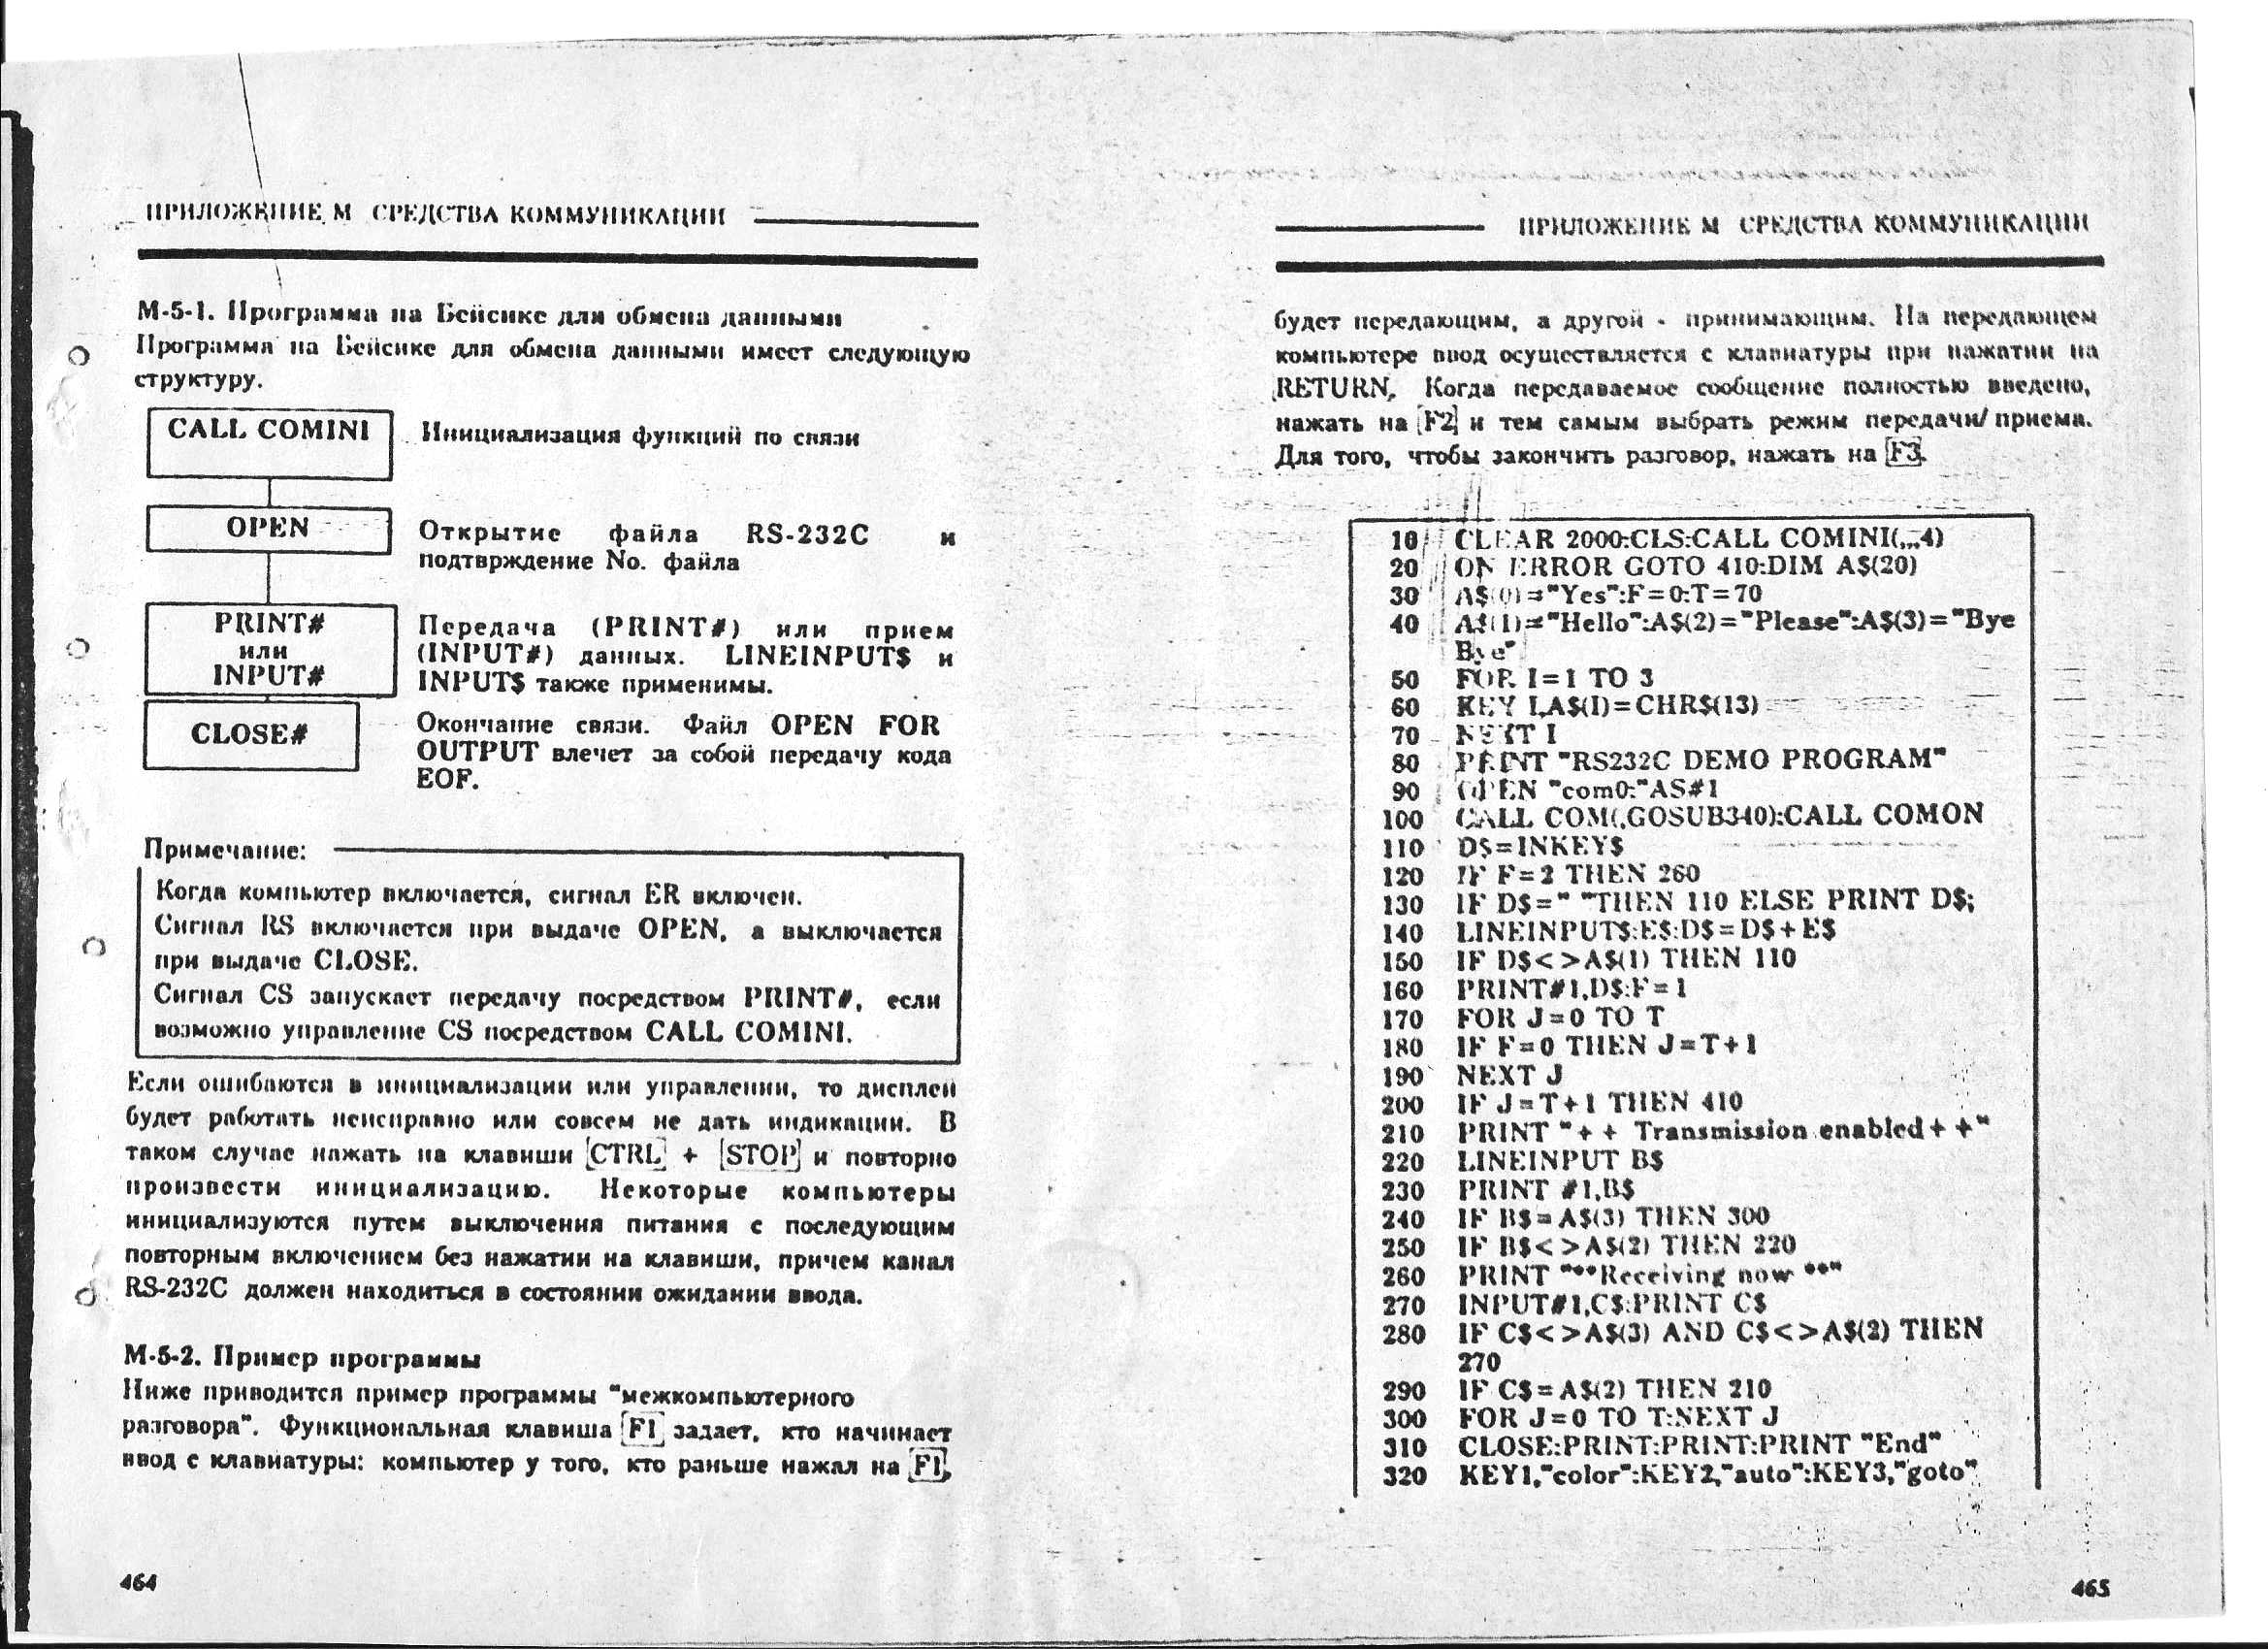 ПРИЛОЖЕНИЕ М СРЕДСТВА КОММУНИКАЦИИ
М-5-1. Программа на Бейсике для обмена данными
Программа на Бейсике для обмена данными имеет следующую
структуру.
CALL COMINI
Инициализация функций по связи
OPEN
Открытие файла RS-232C и
подтврждение No. файла
PRINT#
или
INPUT#
Передача (PRINT#) или прием
(INPUT#) данных. LINEINPUT$ и
INPUT$ также применимы.
CLOSE#
Окончание связи. Файл OPEN FOR
OUTPUT влечет за собой передачу кода
EOF.
Примечание:
Когда компьютер включается, сигнал ER включен.
Сигнал RS включается при выдаче OPEN, а выключается
при выдаче CLOSE.
Сигнал CS запускает передачу посредством PRINT#, если
возможно управление CS посредством CALL COMINI.
Если ошибаются в инициализации или управлении, то дисплей
будет работать неисправно или совсем не дать индикации. В
таком случае нажать на клавиши CTRL + STOP и повторно
произвести инициализацию. Некоторые компьютеры
инициализуются путем выключения питания с последующим
повторным включением без нажатии на клавиши, причем канал
RS-232C должен находиться в состоянии ожидании ввода.
М-5-2. Пример программы
Ниже приводится пример программы "межкомпьютерного
разговора". Функциональная клавиша F1 задает, кто начинает
ввод с клавиатуры: компьютер у того, кто раньше нажал на F1,
464
ПРИЛОЖЕНИЕ М СРЕДСТВА КОММУНИКАЦИИ
будет передающим, а другой - принимающим. На передающем
компьютере ввод осуществляется с клавиатуры при нажатии на
RETURN. Когда передаваемое сообщение полностью введено,
нажать на F2 и тем самым выбрать режим передачи/ приема.
Для того, чтобы закончить разговор, нажать на F3.
10 CLEAR 2000:CLS:CALL COMINI(,,,4)
20 ON ERROR GOTO 410:DIM A$(20)
30 A$(0)="Yes":F=0:T=70
40 A$(1)="Hello":A$(2)="Please":A$(3)="Bye
Bye"
50 FOR I=1 TO 3
60 KEY I,A$(I)=CHR$(13)
70 NEXT I
80 PRINT "RS232C DEMO PROGRAM"
90 OPEN "com0:"AS#1
100 CALL COM(,GOSUB340):CALL COMON
110 D$=INKEY$
120 IF F=2 THEN 260
130 IF D$=" "THEN 110 ELSE PRINT D$;
140 LINEINPUT$:E$:D$=D$+E$
150 IF D$<>A$(1) THEN 110
160 PRINT#1,D$:F=1
170 FOR J=0 TO T
180 IF F=0 THEN J=T+1
190 NEXT J
200 IF J=T+1 THEN 410
210 PRINT "+ + Transmission enabled+ +"
220 LINEINPUT B$
230 PRINT #1,B$
240 IF B$=A$(3) THEN 300
250 IF B$<>A$(2) THEN 220
260 PRINT "**Receiving now **"
270 INPUT#1,C$:PRINT C$
280 IF C$<>A$(3) AND C$<>A$(2) THEN
270
290 IF C$=A$(2) THEN 210
300 FOR J=0 TO T:NEXT J
310 CLOSE:PRINT:PRINT:PRINT "End"
320 KEY1,"color":KEY2,"auto":KEY3,"goto"
465